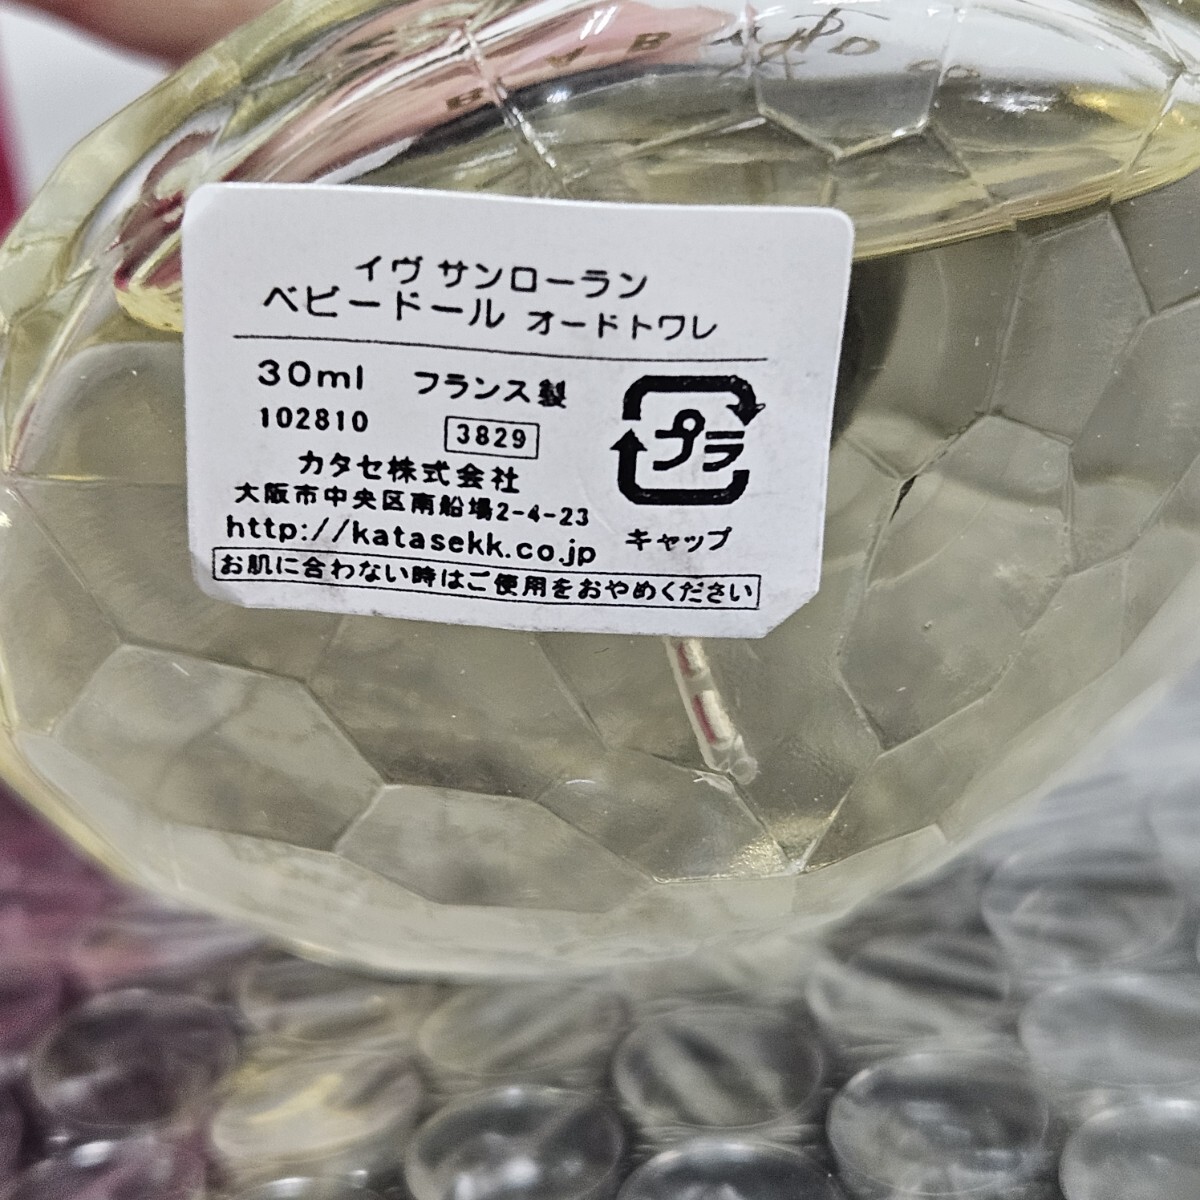 イヴ サンローラン
ベビードール オードトワレ
30ml フランス製
102810 3829
カタセ株式会社
大阪市中央区南船場2-4-23
http://katasekk.co.jp
お肌に合わない時はご使用をおやめください
プラ
キャップ